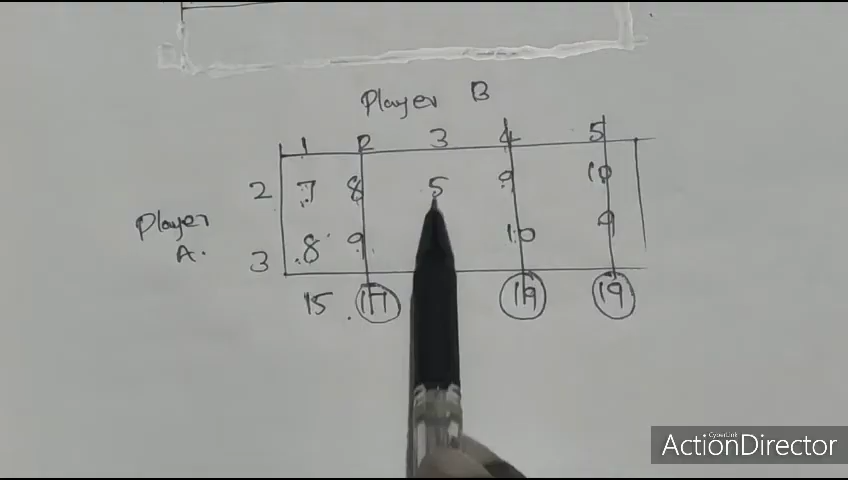 Player B
1 2 3 4 5
2 7 8 5 9 10
Player
A.
3 8 9 10 9
15 17 19 19
CyberLink
ActionDirector